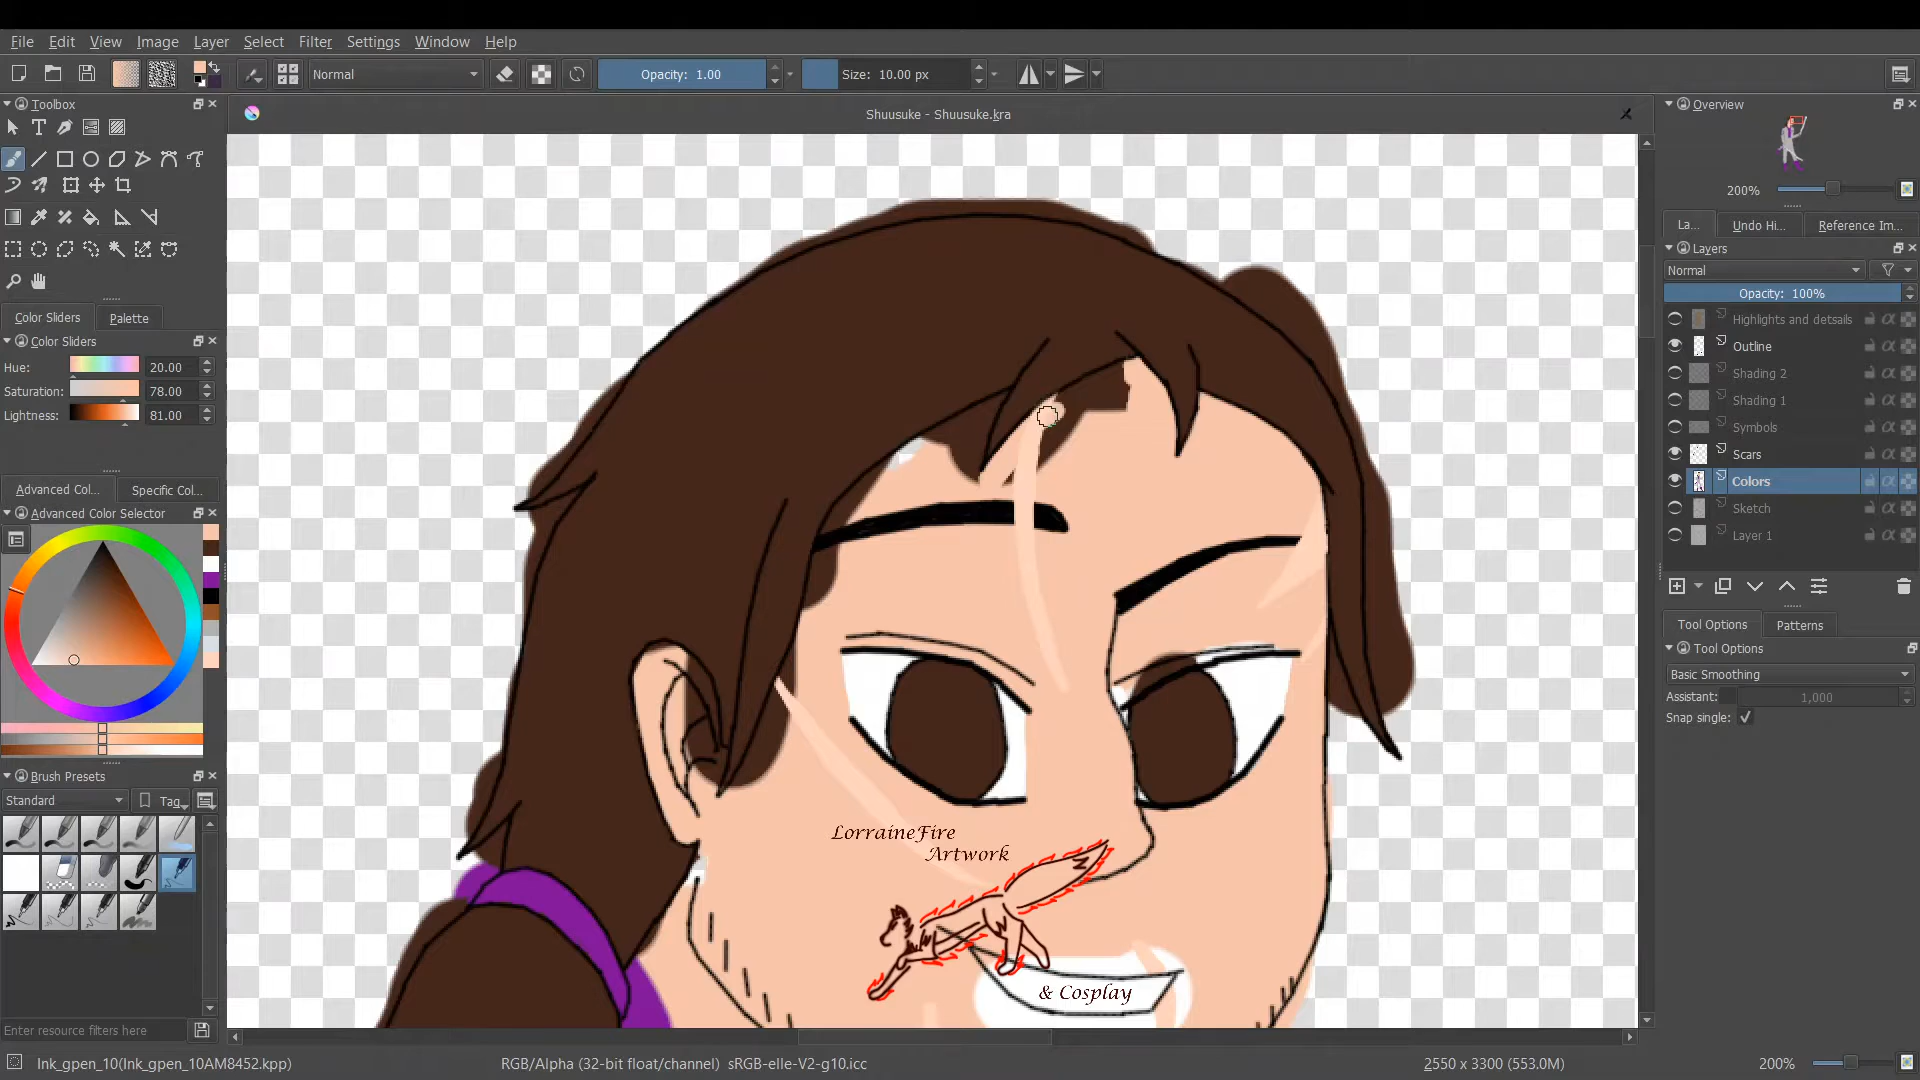 File Edit View Image Layer Select Filter Settings Window Help
Normal Opacity: 1.00 Size: 10.00 px
Toolbox
Shuusuke - Shuusuke.kra
Overview
200%
La... Undo Hi... Reference Im...
Layers
Normal
Opacity: 100%
Highlights and detsails
Outline
Shading 2
Shading 1
Symbols
Scars
Colors
Sketch
Layer 1
Tool Options Patterns
Tool Options
Basic Smoothing
Assistant: 1,000
Snap single:
Color Sliders Palette
Color Sliders
Hue: 20.00
Saturation: 78.00
Lightness: 81.00
Advanced Col... Specific Col...
Advanced Color Selector
Brush Presets
Standard Tag
Enter resource filters here
LorraineFire
Artwork
& Cosplay
Ink_gpen_10(Ink_gpen_10AM8452.kpp) RGB/Alpha (32-bit float/channel) sRGB-elle-V2-g10.icc 2550 x 3300 (553.0M) 200%